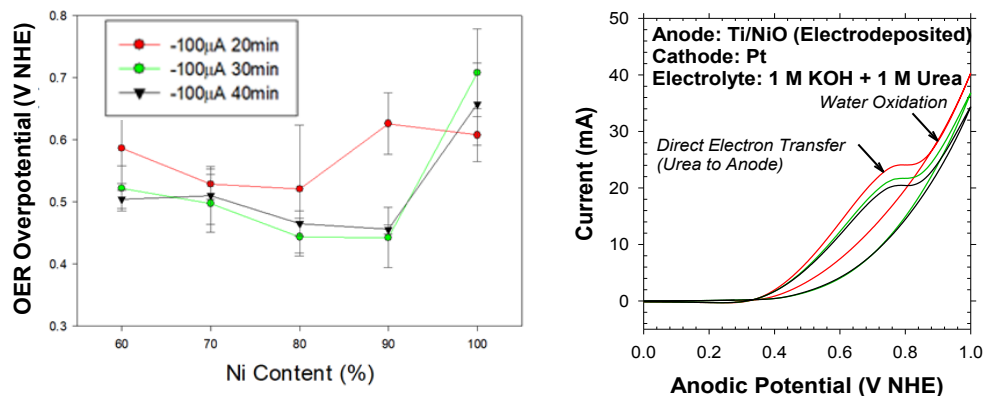 OER Overpotential (V NHE)
0.8
0.7
0.6
0.5
0.4
0.3
-100µA 20min
-100µA 30min
-100µA 40min
60
70
80
90
100
Ni Content (%)
Current (mA)
50
40
30
20
10
0
Anode: Ti/NiO (Electrodeposited)
Cathode: Pt
Electrolyte: 1 M KOH + 1 M Urea
Water Oxidation
Direct Electron Transfer
(Urea to Anode)
0.0
0.2
0.4
0.6
0.8
1.0
Anodic Potential (V NHE)